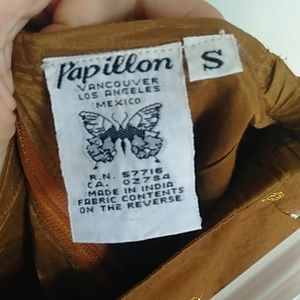 Papillon
S
VANCOUVER
LOS ANGELES
MEXICO
R.N. 57716
CA. 02784
MADE IN INDIA
FABRIC CONTENTS
ON THE REVERSE